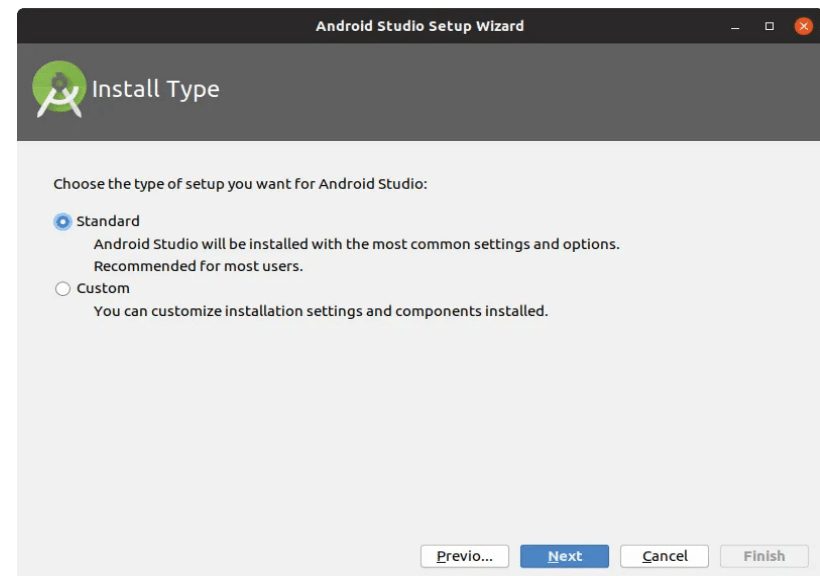 Android Studio Setup Wizard
Install Type
Choose the type of setup you want for Android Studio:
Standard
Android Studio will be installed with the most common settings and options.
Recommended for most users.
Custom
You can customize installation settings and components installed.
Previo... Next Cancel Finish